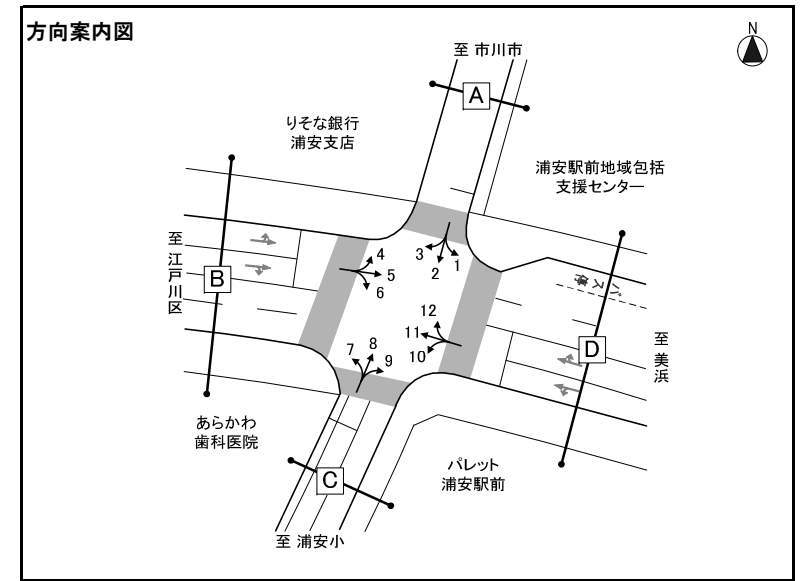 方向案内図
N
至 市川市
A
りそな銀行
浦安支店
浦安駅前地域包括
支援センター
至 江戸川区
B
4
5
6
3
2
1
バス停
12
11
10
D
至 美浜
7
8
9
あらかわ
歯科医院
C
パレット
浦安駅前
至 浦安小